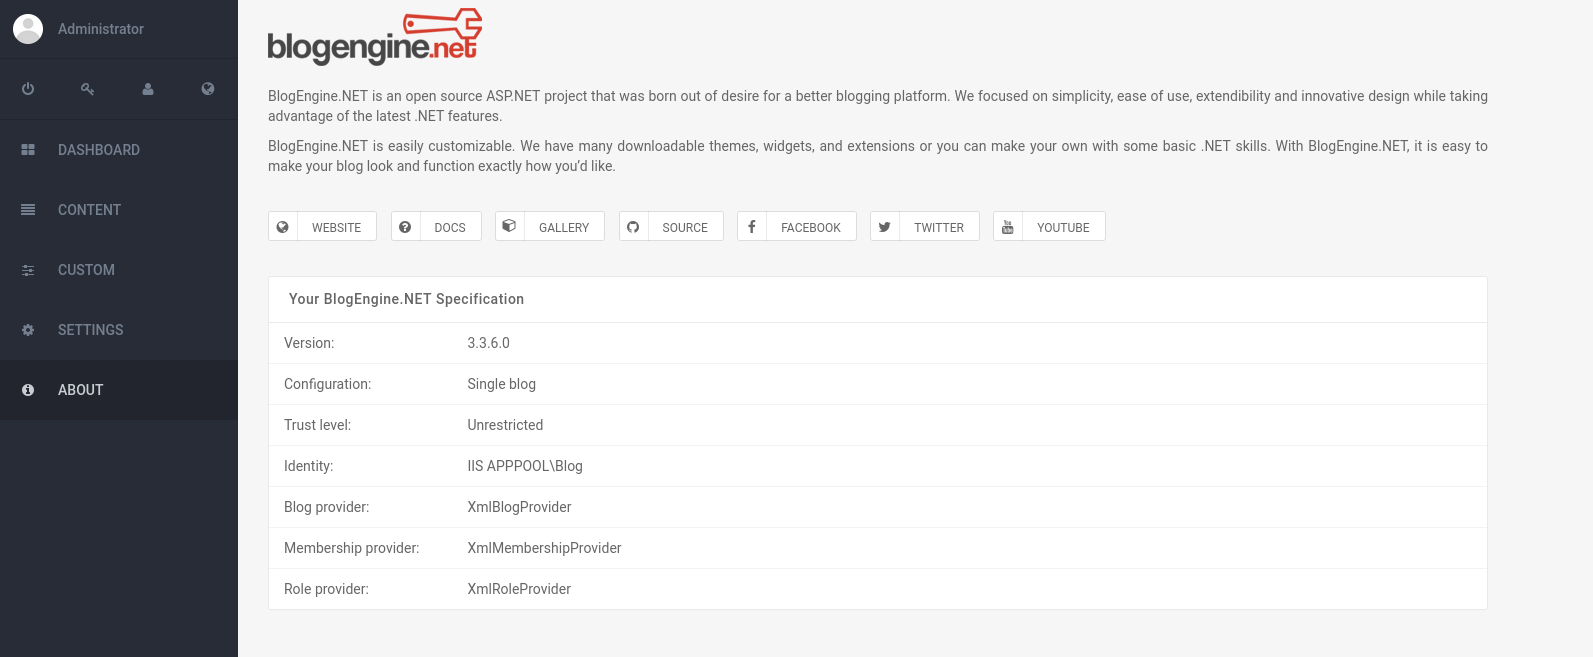 Administrator
DASHBOARD
CONTENT
CUSTOM
SETTINGS
ABOUT
blogengine.net
BlogEngine.NET is an open source ASP.NET project that was born out of desire for a better blogging platform. We focused on simplicity, ease of use, extendibility and innovative design while taking
advantage of the latest .NET features.
BlogEngine.NET is easily customizable. We have many downloadable themes, widgets, and extensions or you can make your own with some basic .NET skills. With BlogEngine.NET, it is easy to
make your blog look and function exactly how you’d like.
WEBSITE DOCS GALLERY SOURCE FACEBOOK TWITTER YOUTUBE
Your BlogEngine.NET Specification
Version: 3.3.6.0
Configuration: Single blog
Trust level: Unrestricted
Identity: IIS APPPOOL\Blog
Blog provider: XmlBlogProvider
Membership provider: XmlMembershipProvider
Role provider: XmlRoleProvider